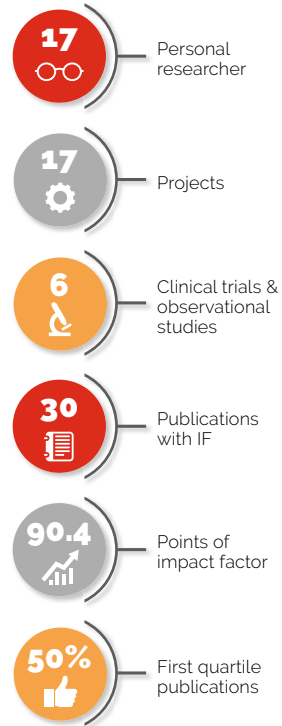 17
Personal
researcher
17
Projects
6
Clinical trials &
observational
studies
30
Publications
with IF
90.4
Points of
impact factor
50%
First quartile
publications